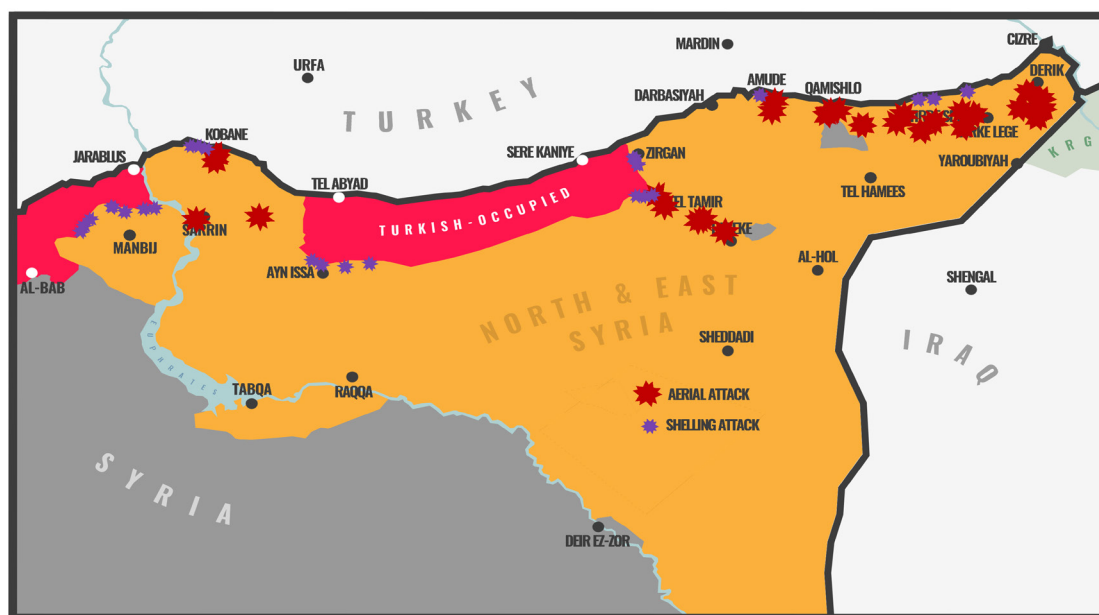 CIZRE
MARDIN
DERIK
URFA
AMUDE
QAMISHLO
TURKEY
DARBASIYAH
KOBANE
LEGE
KRG
JARABLUS
SERE KANIYE
ZIRGAN
YAROUBIYAH
TEL ABYAD
TEL HAMEES
TAMIR
TURKISH-OCCUPIED
SARRIN
MANBIJ
AL-HOL
AYN ISSA
SHENGAL
AL-BAB
NORTH & EAST
SYRIA
SHEDDADI
IRAQ
EUPHRATES
TABQA
RAQQA
AERIAL ATTACK
SHELLING ATTACK
SYRIA
DEIR EZ-ZOR